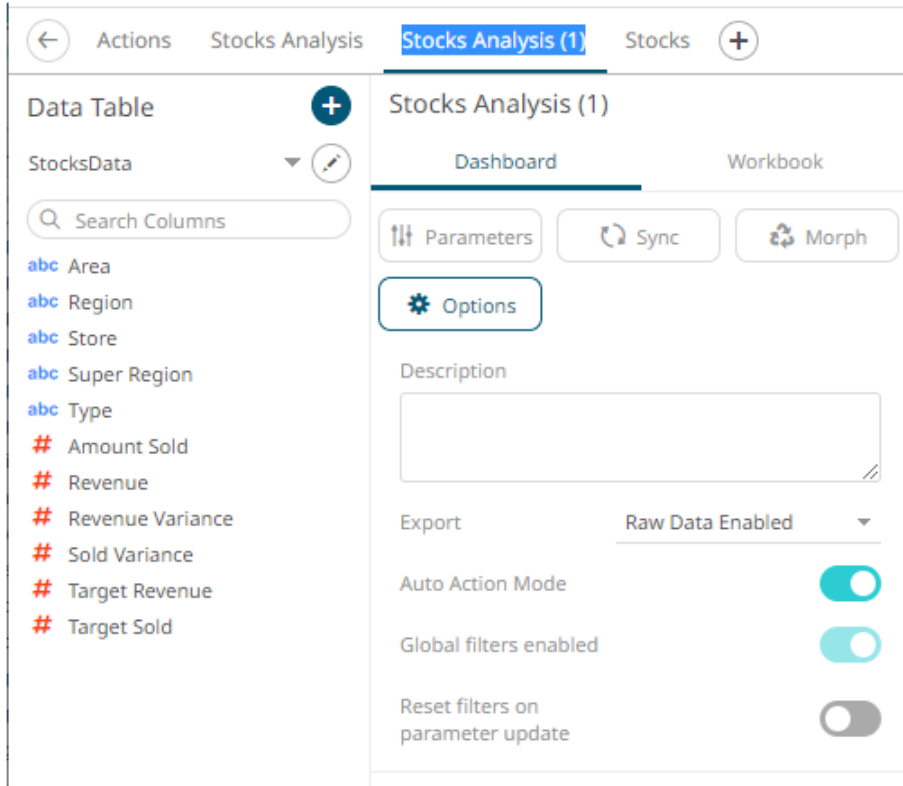 Actions Stocks Analysis Stocks Analysis (1) Stocks
Data Table
StocksData
Search Columns
abc Area
abc Region
abc Store
abc Super Region
abc Type
# Amount Sold
# Revenue
# Revenue Variance
# Sold Variance
# Target Revenue
# Target Sold
Stocks Analysis (1)
Dashboard Workbook
Parameters Sync Morph
Options
Description
Export Raw Data Enabled
Auto Action Mode
Global filters enabled
Reset filters on
parameter update